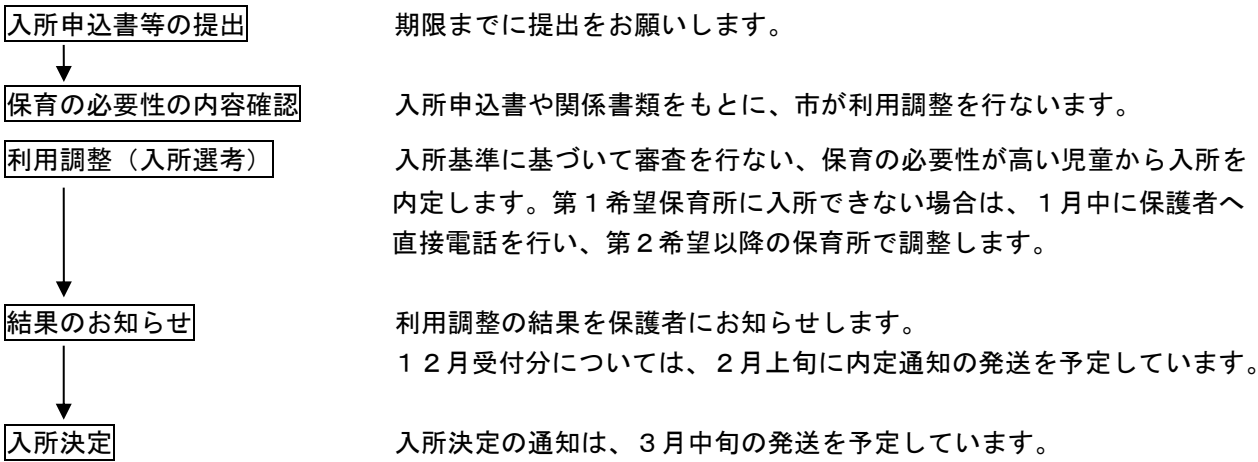 入所申込書等の提出　期限までに提出をお願いします。
保育の必要性の内容確認　入所申込書や関係書類をもとに、市が利用調整を行ないます。
利用調整（入所選考）　入所基準に基づいて審査を行ない、保育の必要性が高い児童から入所を
内定します。第１希望保育所に入所できない場合は、１月中に保護者へ
直接電話を行い、第２希望以降の保育所で調整します。
結果のお知らせ　利用調整の結果を保護者にお知らせします。
１２月受付分については、２月上旬に内定通知の発送を予定しています。
入所決定　入所決定の通知は、３月中旬の発送を予定しています。